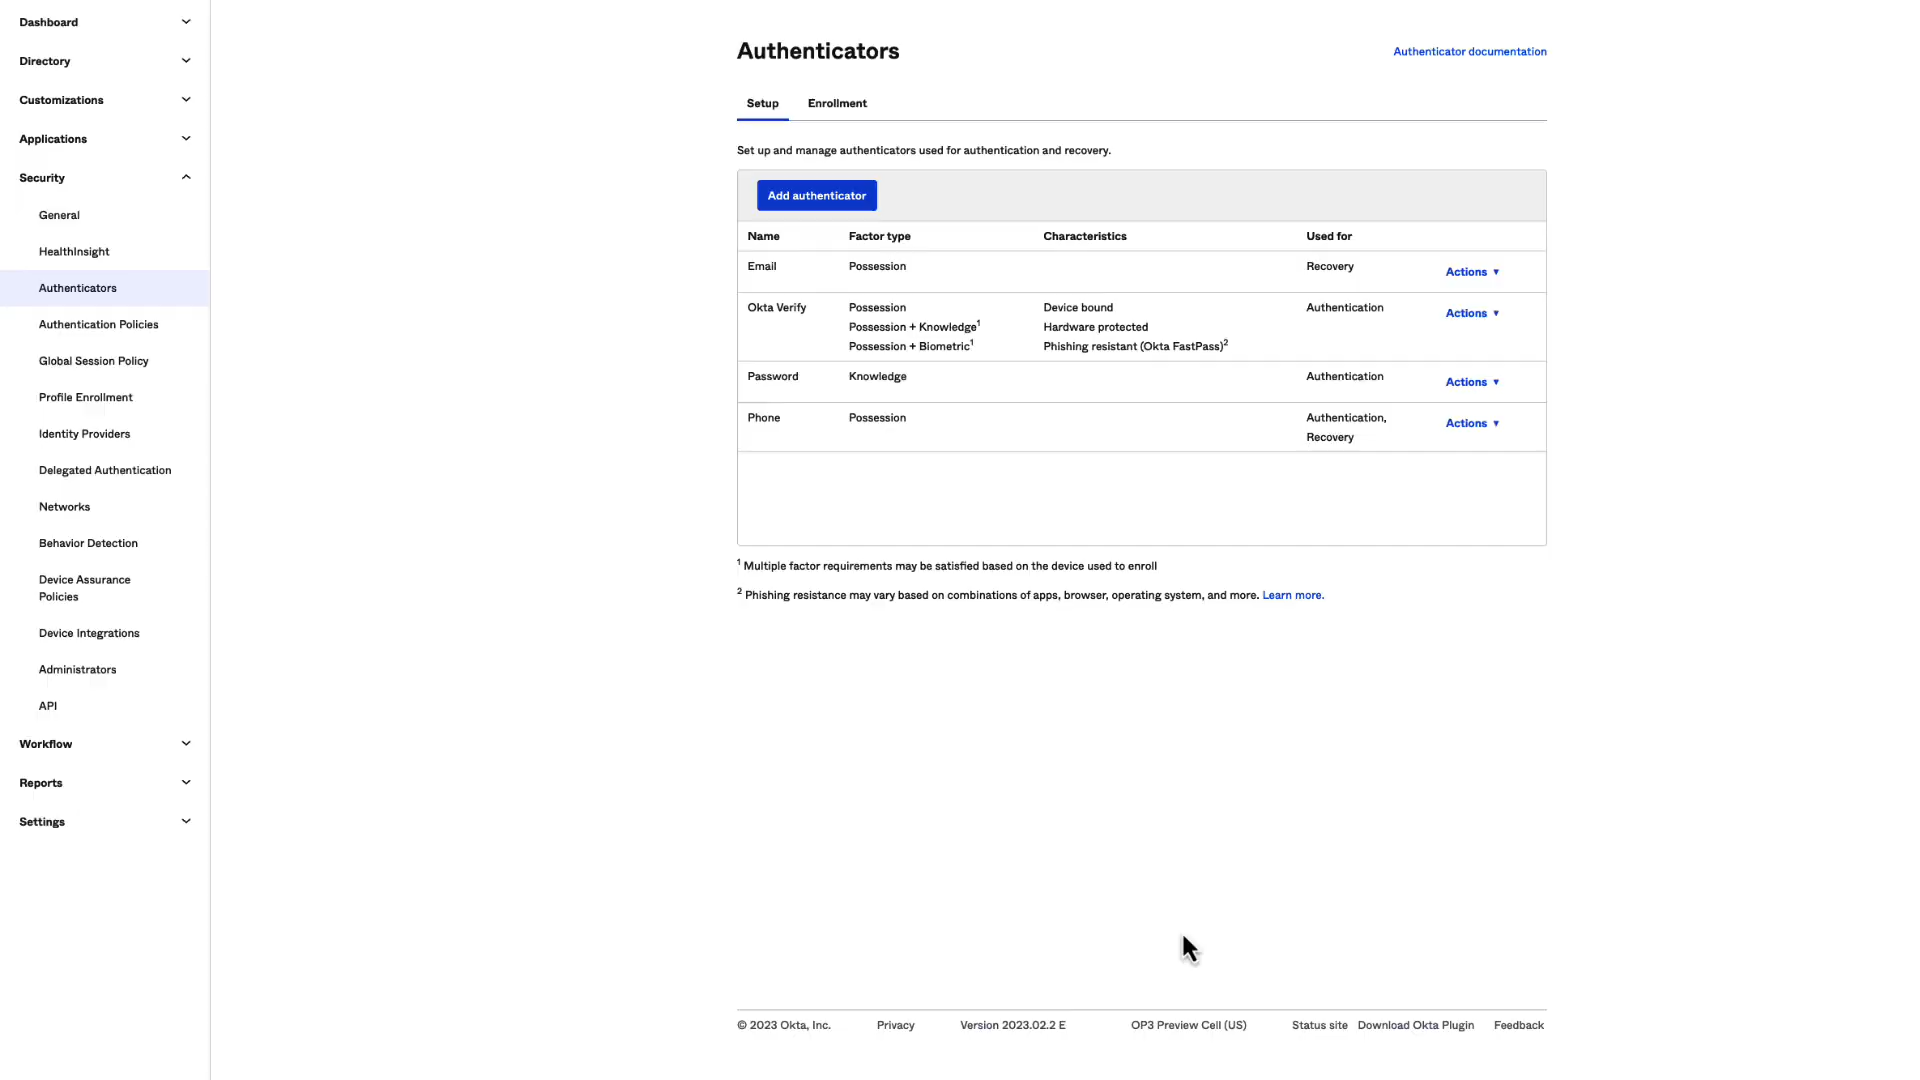 Dashboard
Directory
Customizations
Applications
Security
General
HealthInsight
Authenticators
Authentication Policies
Global Session Policy
Profile Enrollment
Identity Providers
Delegated Authentication
Networks
Behavior Detection
Device Assurance
Policies
Device Integrations
Administrators
API
Workflow
Reports
Settings
Authenticators
Authenticator documentation
Setup Enrollment
Set up and manage authenticators used for authentication and recovery.
Add authenticator
Name Factor type Characteristics Used for
Email Possession Recovery Actions ▼
Okta Verify Possession Device bound Authentication Actions ▼
Possession + Knowledge¹ Hardware protected
Possession + Biometric¹ Phishing resistant (Okta FastPass)²
Password Knowledge Authentication Actions ▼
Phone Possession Authentication, Actions ▼
Recovery
¹ Multiple factor requirements may be satisfied based on the device used to enroll
² Phishing resistance may vary based on combinations of apps, browser, operating system, and more. Learn more.
© 2023 Okta, Inc. Privacy Version 2023.02.2 E OP3 Preview Cell (US) Status site Download Okta Plugin Feedback